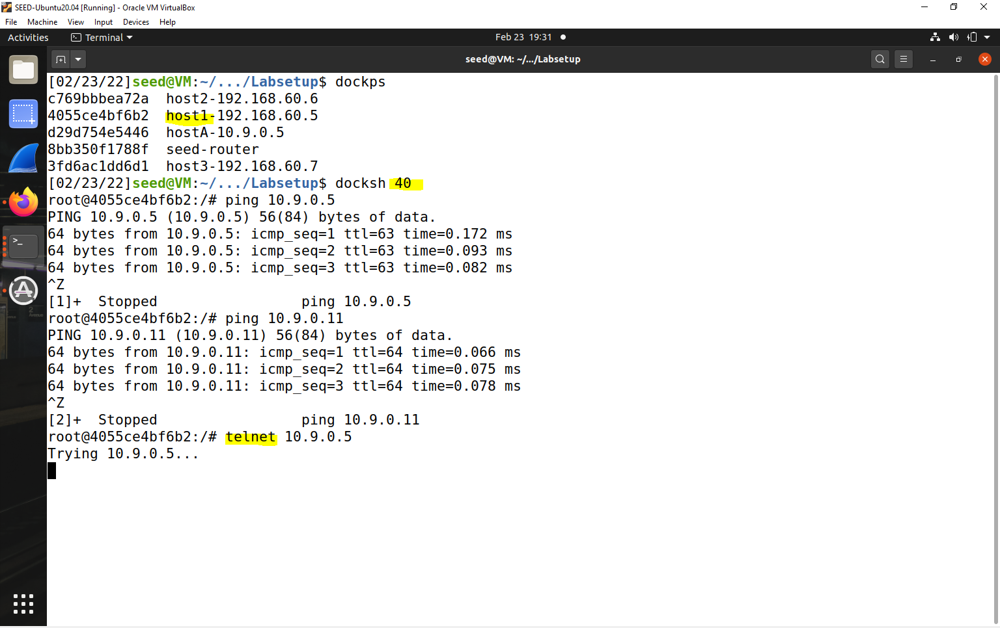 SEED-Ubuntu20.04 [Running] - Oracle VM VirtualBox
File Machine View Input Devices Help
Activities Terminal Feb 23 19:31
seed@VM: ~/.../Labsetup
[02/23/22]seed@VM:~/.../Labsetup$ dockps
c769bbbea72a host2-192.168.60.6
4055ce4bf6b2 host1-192.168.60.5
d29d754e5446 hostA-10.9.0.5
8bb350f1788f seed-router
3fd6ac1dd6d1 host3-192.168.60.7
[02/23/22]seed@VM:~/.../Labsetup$ docksh 40
root@4055ce4bf6b2:/# ping 10.9.0.5
PING 10.9.0.5 (10.9.0.5) 56(84) bytes of data.
64 bytes from 10.9.0.5: icmp_seq=1 ttl=63 time=0.172 ms
64 bytes from 10.9.0.5: icmp_seq=2 ttl=63 time=0.093 ms
64 bytes from 10.9.0.5: icmp_seq=3 ttl=63 time=0.082 ms
^Z
[1]+ Stopped ping 10.9.0.5
root@4055ce4bf6b2:/# ping 10.9.0.11
PING 10.9.0.11 (10.9.0.11) 56(84) bytes of data.
64 bytes from 10.9.0.11: icmp_seq=1 ttl=64 time=0.066 ms
64 bytes from 10.9.0.11: icmp_seq=2 ttl=64 time=0.075 ms
64 bytes from 10.9.0.11: icmp_seq=3 ttl=64 time=0.078 ms
^Z
[2]+ Stopped ping 10.9.0.11
root@4055ce4bf6b2:/# telnet 10.9.0.5
Trying 10.9.0.5...